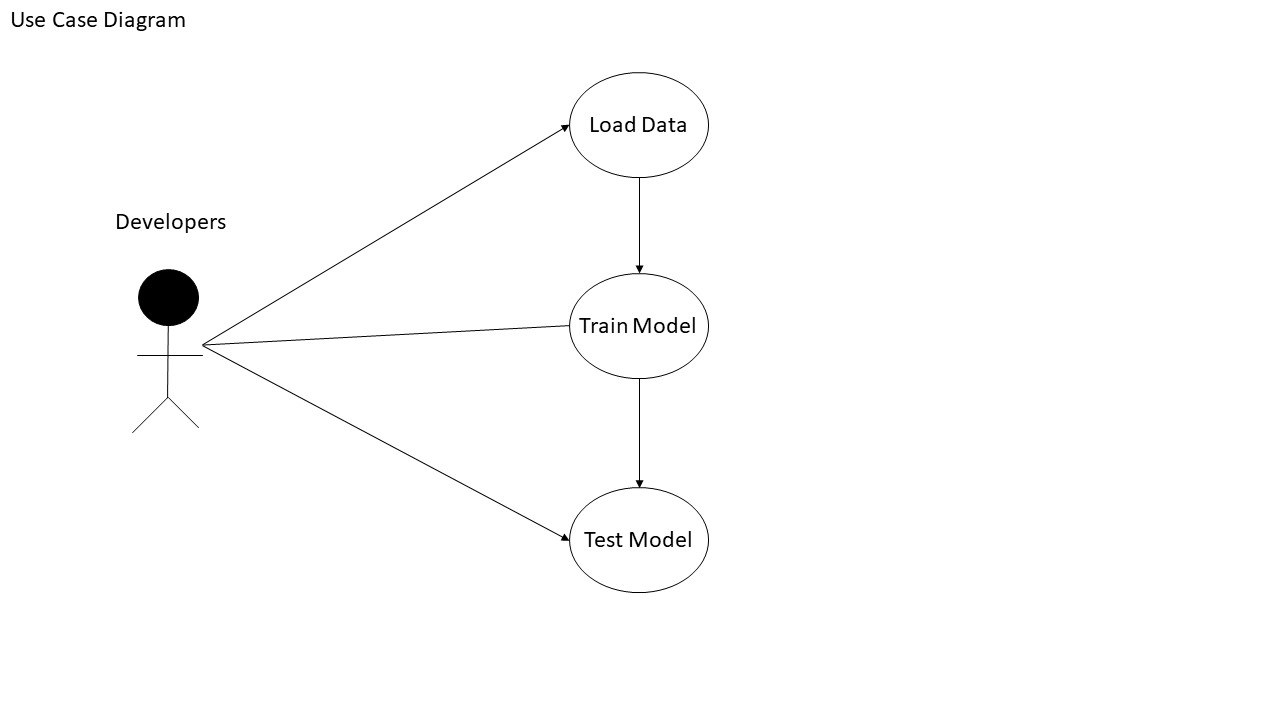 Use Case Diagram
Load Data
Developers
Train Model
Test Model